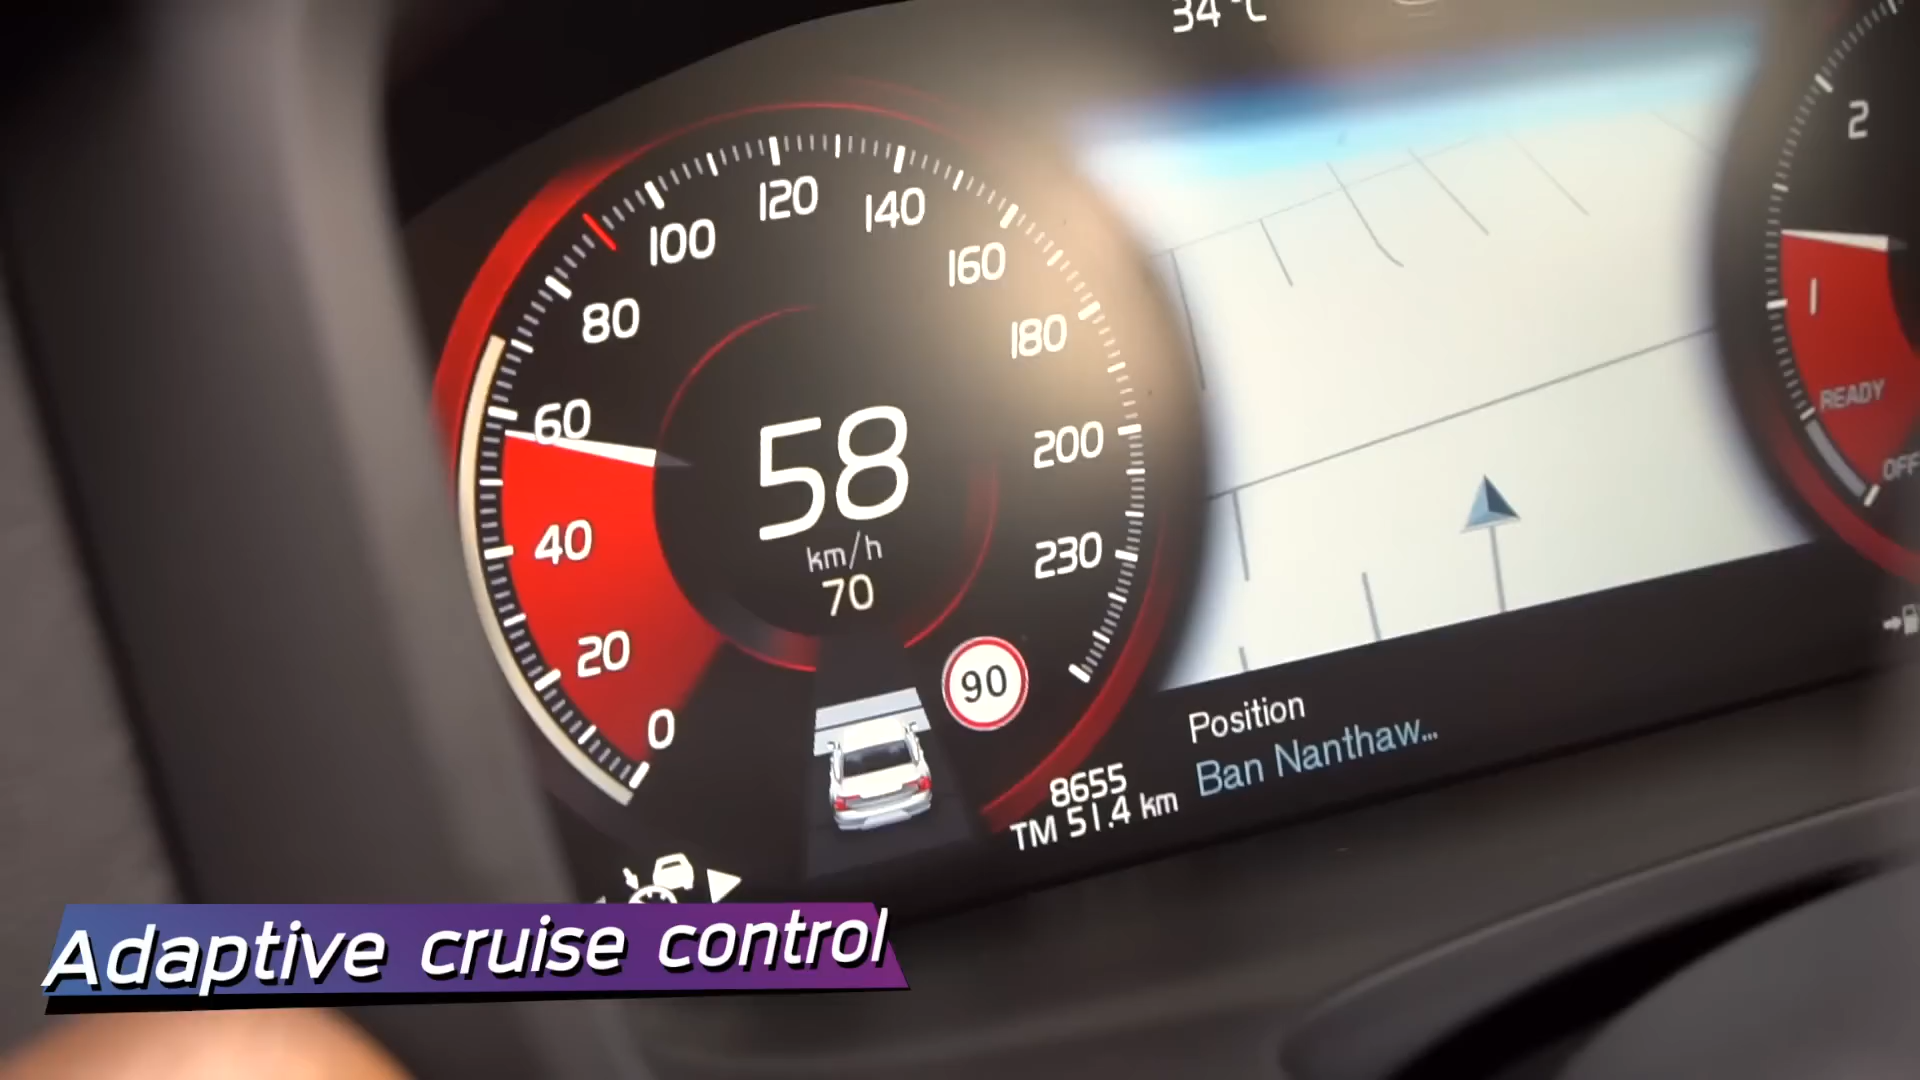 34 °C
0
20
40
60
80
100
120
140
160
180
200
230
58
km/h
70
90
8655
TM 51.4 km
Position
Ban Nanthaw...
2
1
READY
OFF
Adaptive cruise control